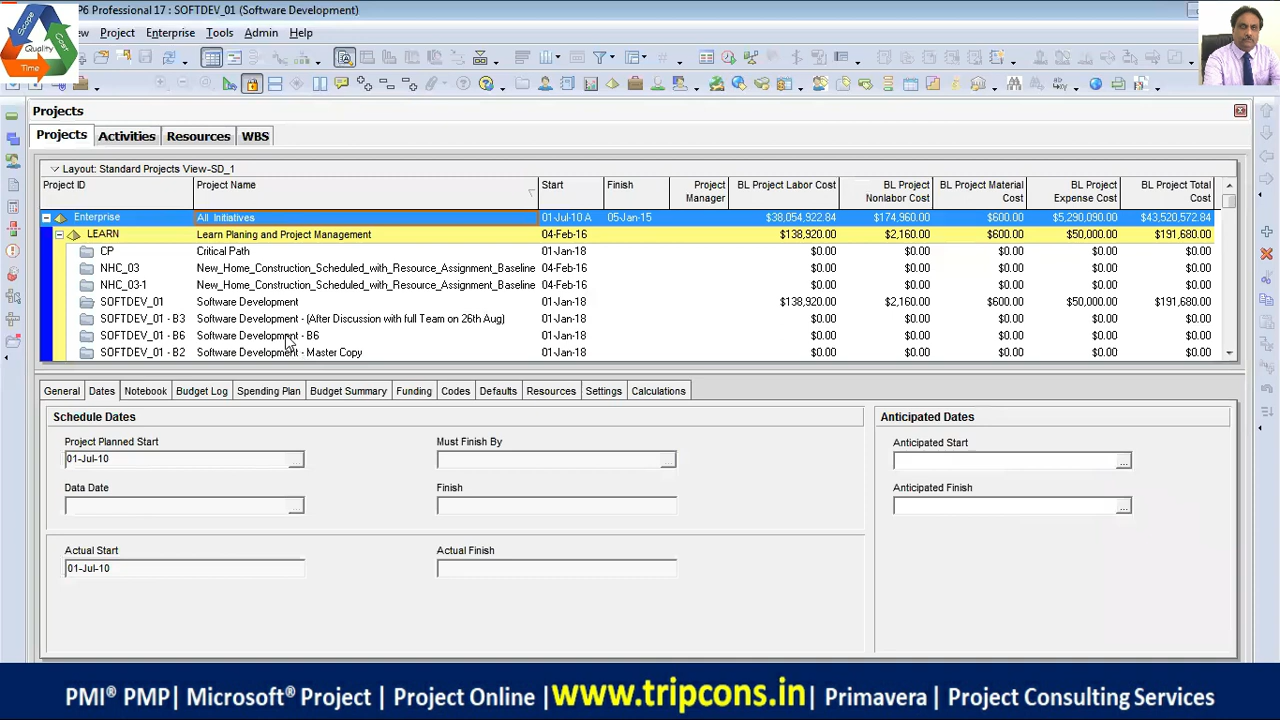 Scope
Quality
Cost
Time
P6 Professional 17 : SOFTDEV_01 (Software Development)
Project Enterprise Tools Admin Help
Projects
Projects Activities Resources WBS
Layout: Standard Projects View-SD_1
Project ID Project Name Start Finish Project Manager BL Project Labor Cost BL Project Nonlabor Cost BL Project Material Cost BL Project Expense Cost BL Project Total Cost
Enterprise All Initiatives 01-Jul-10 A 05-Jan-15 $38,054,922.84 $174,960.00 $600.00 $5,290,090.00 $43,520,572.84
LEARN Learn Planing and Project Management 04-Feb-16 $138,920.00 $2,160.00 $600.00 $50,000.00 $191,680.00
CP Critical Path 01-Jan-18 $0.00 $0.00 $0.00 $0.00 $0.00
NHC_03 New_Home_Construction_Scheduled_with_Resource_Assignment_Baseline 04-Feb-16 $0.00 $0.00 $0.00 $0.00 $0.00
NHC_03-1 New_Home_Construction_Scheduled_with_Resource_Assignment_Baseline 04-Feb-16 $0.00 $0.00 $0.00 $0.00 $0.00
SOFTDEV_01 Software Development 01-Jan-18 $138,920.00 $2,160.00 $600.00 $50,000.00 $191,680.00
SOFTDEV_01 - B3 Software Development - (After Discussion with full Team on 26th Aug) 01-Jan-18 $0.00 $0.00 $0.00 $0.00 $0.00
SOFTDEV_01 - B6 Software Development - B6 01-Jan-18 $0.00 $0.00 $0.00 $0.00 $0.00
SOFTDEV_01 - B2 Software Development - Master Copy 01-Jan-18 $0.00 $0.00 $0.00 $0.00 $0.00
General Dates Notebook Budget Log Spending Plan Budget Summary Funding Codes Defaults Resources Settings Calculations
Schedule Dates Anticipated Dates
Project Planned Start Must Finish By Anticipated Start
01-Jul-10
Data Date Finish Anticipated Finish
Actual Start Actual Finish
01-Jul-10
PMI® PMP| Microsoft® Project | Project Online |www.tripcons.in| Primavera | Project Consulting Services